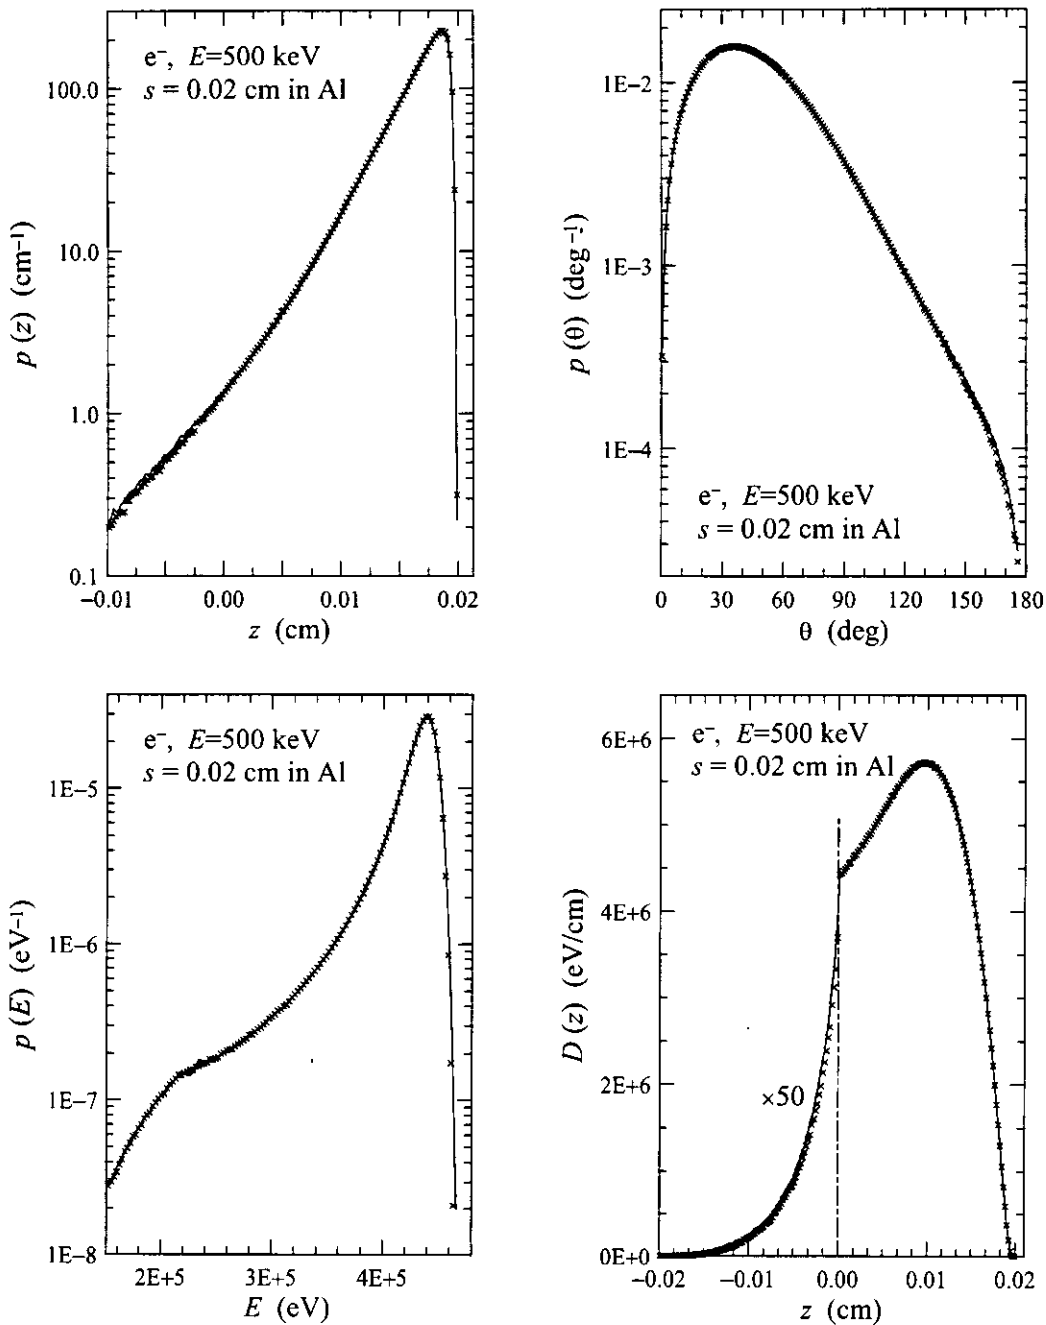 100.0
10.0
1.0
0.1
p (z) (cm⁻¹)
e⁻, E=500 keV
s = 0.02 cm in Al
−0.01 0.00 0.01 0.02
z (cm)
1E−2
1E−3
1E−4
p (θ) (deg⁻¹)
e⁻, E=500 keV
s = 0.02 cm in Al
0 30 60 90 120 150 180
θ (deg)
1E−5
1E−6
1E−7
1E−8
p (E) (eV⁻¹)
e⁻, E=500 keV
s = 0.02 cm in Al
2E+5 3E+5 4E+5
E (eV)
6E+6
4E+6
2E+6
0E+0
D (z) (eV/cm)
e⁻, E=500 keV
s = 0.02 cm in Al
×50
−0.02 −0.01 0.00 0.01 0.02
z (cm)